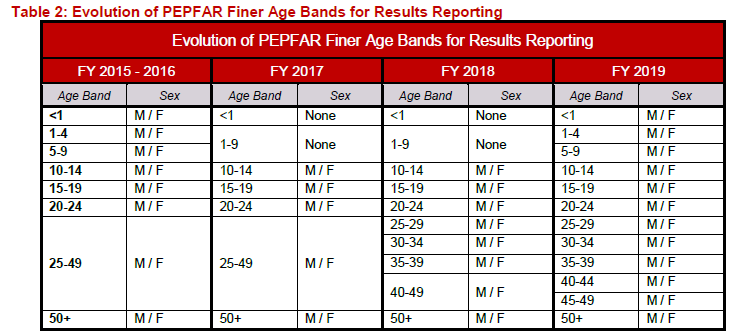 Table 2: Evolution of PEPFAR Finer Age Bands for Results Reporting
Evolution of PEPFAR Finer Age Bands for Results Reporting
FY 2015 - 2016 FY 2017 FY 2018 FY 2019
Age Band Sex Age Band Sex Age Band Sex Age Band Sex
<1 M / F <1 None <1 None <1 M / F
1-4 M / F 1-9 None 1-9 None 1-4 M / F
5-9 M / F 5-9 M / F
10-14 M / F 10-14 M / F 10-14 M / F 10-14 M / F
15-19 M / F 15-19 M / F 15-19 M / F 15-19 M / F
20-24 M / F 20-24 M / F 20-24 M / F 20-24 M / F
25-49 M / F 25-49 M / F 25-29 M / F 25-29 M / F
30-34 M / F 30-34 M / F
35-39 M / F 35-39 M / F
40-49 M / F 40-44 M / F
45-49 M / F
50+ M / F 50+ M / F 50+ M / F 50+ M / F